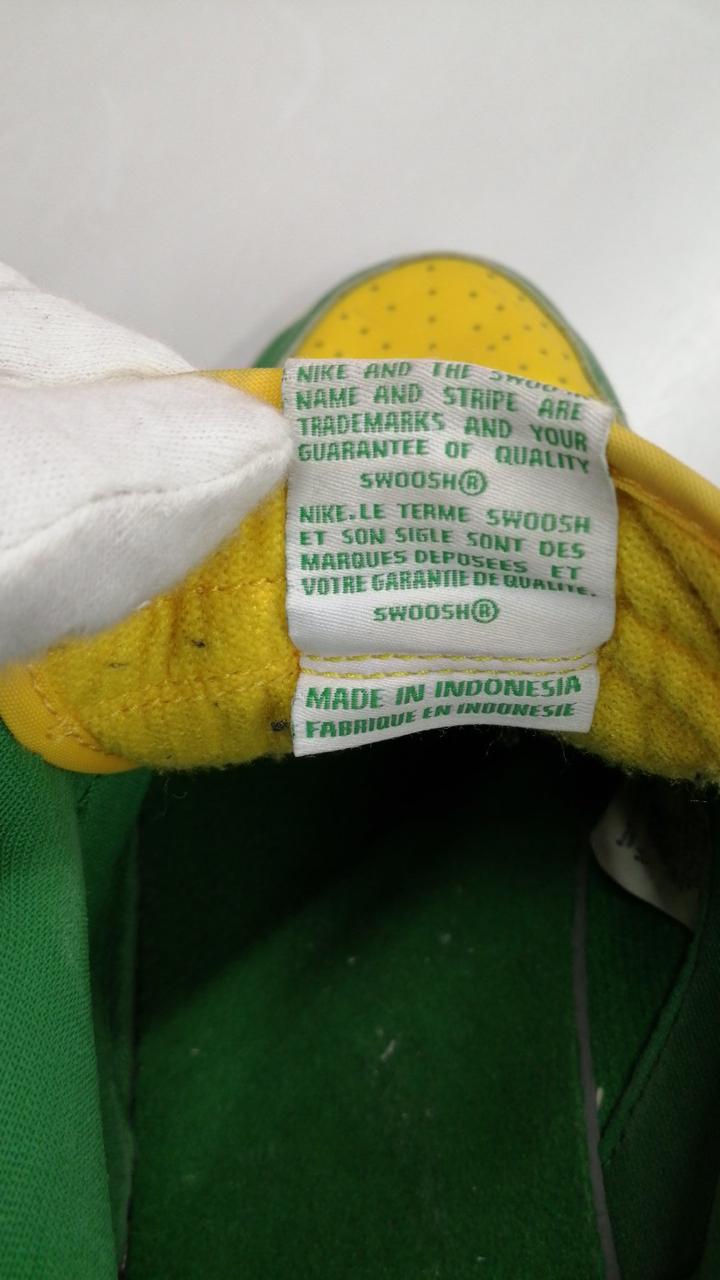 NIKE AND THE SWOOSH
NAME AND STRIPE ARE
TRADEMARKS AND YOUR
GUARANTEE OF QUALITY
SWOOSH®
NIKE.LE TERME SWOOSH
ET SON SIGLE SONT DES
MARQUES DEPOSEES ET
VOTRE GARANTIE DE QUALITE.
SWOOSH®
MADE IN INDONESIA
FABRIQUE EN INDONESIE